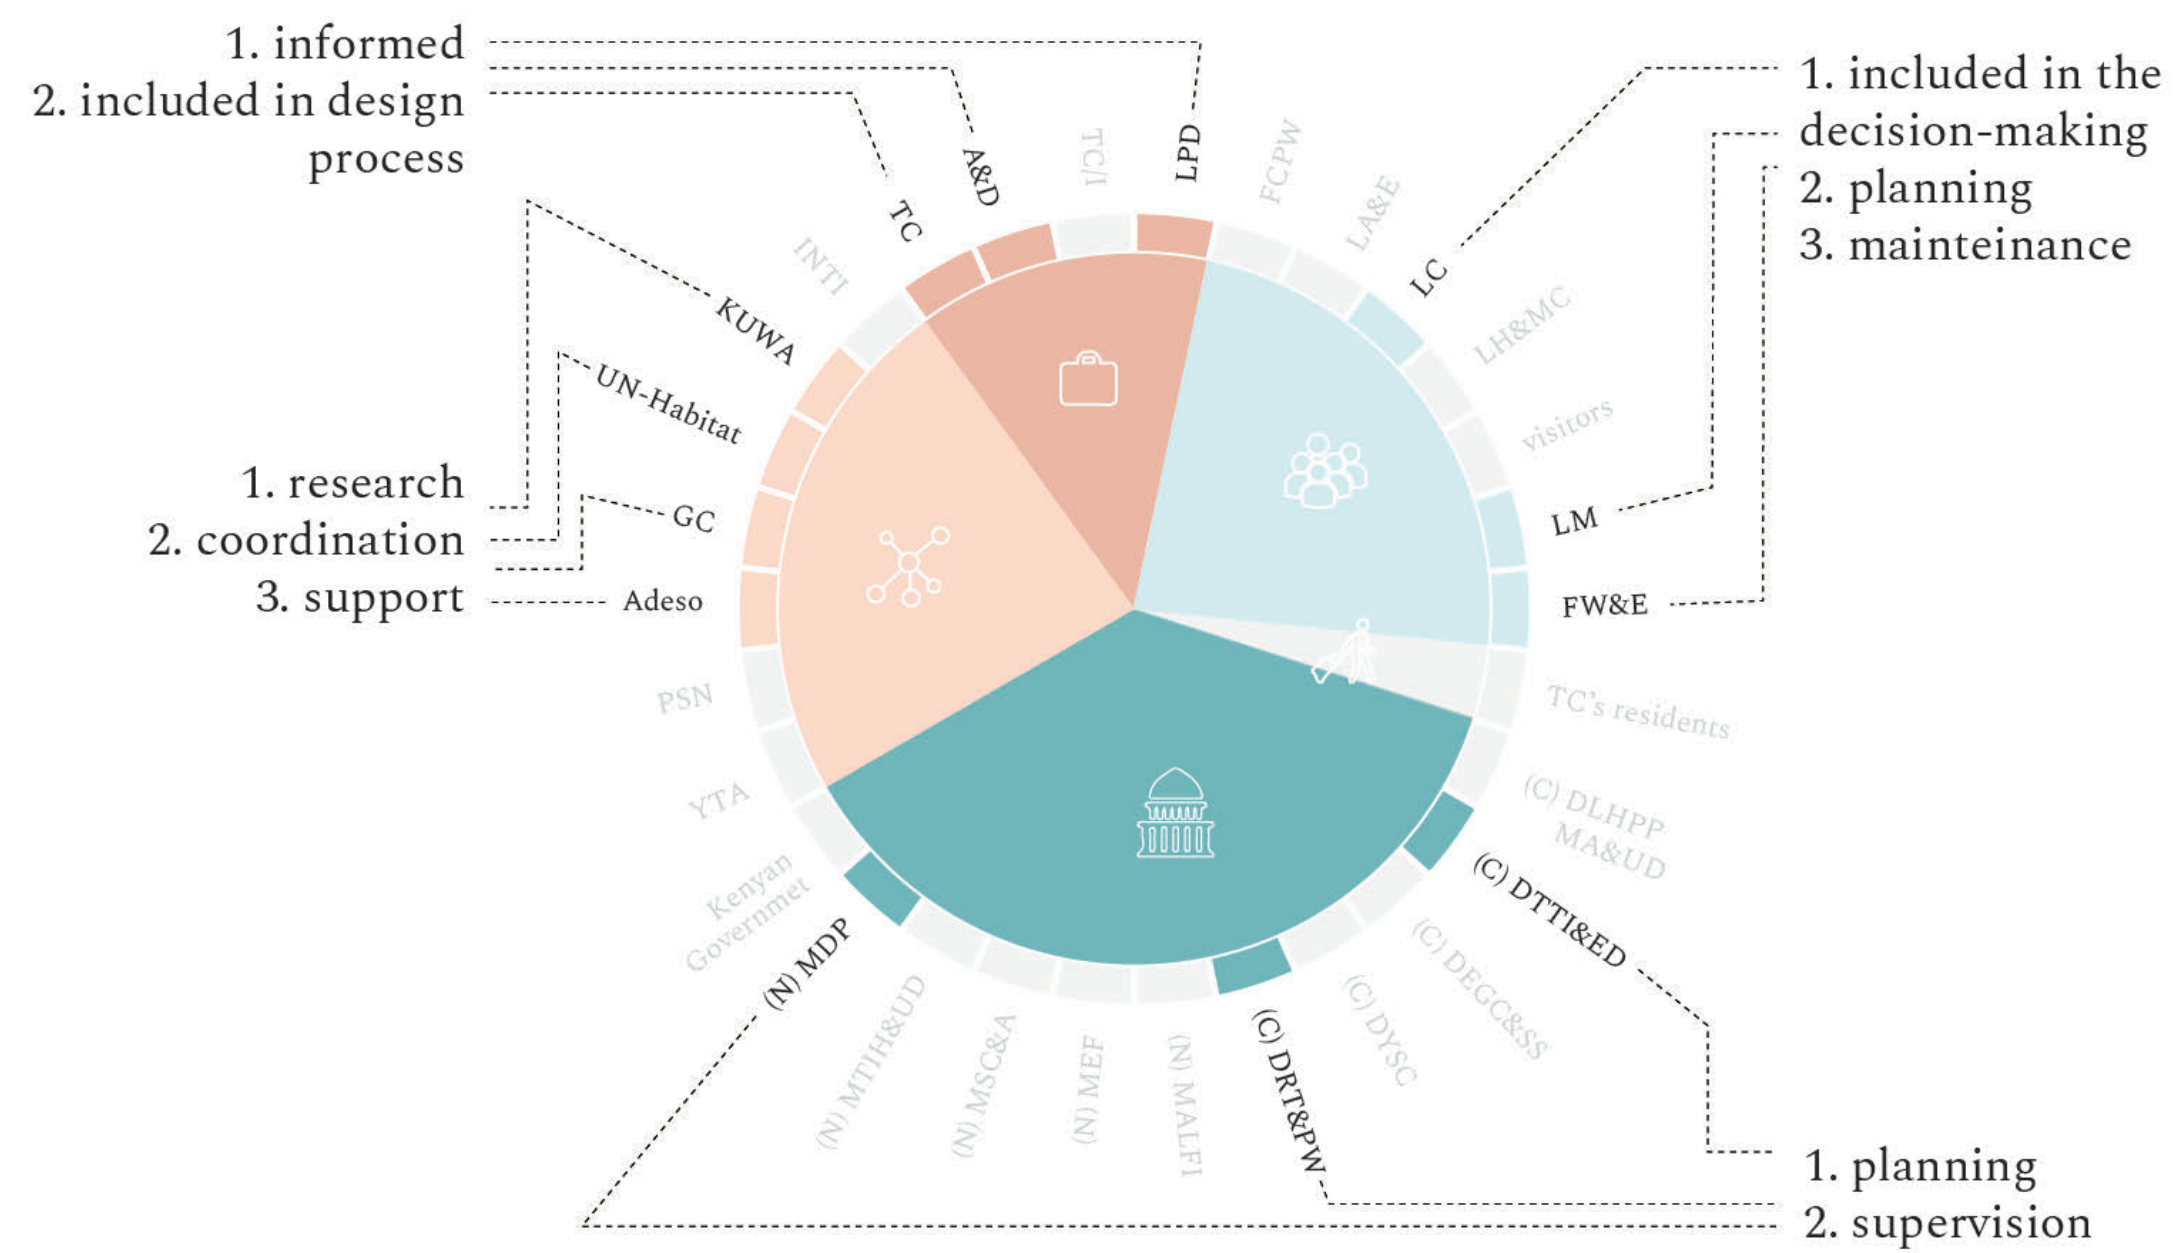 1. informed
2. included in design
process
1. included in the
decision-making
2. planning
3. mainteinance
1. research
2. coordination
3. support
1. planning
2. supervision
INTI
TC
A&D
TC/I
LPD
FCPW
LA&E
LC
LH&MC
visitors
LM
FW&E
TC's residents
(C) DLHPP
MA&UD
(C) DTTI&ED
(C) DEGC&SS
(C) DYSC
(C) DRT&PW
(N) MALFI
(N) MEF
(N) MSC&A
(N) MTIH&UD
(N) MDP
Kenyan
Governmet
YTA
PSN
Adeso
GC
UN-Habitat
KUWA